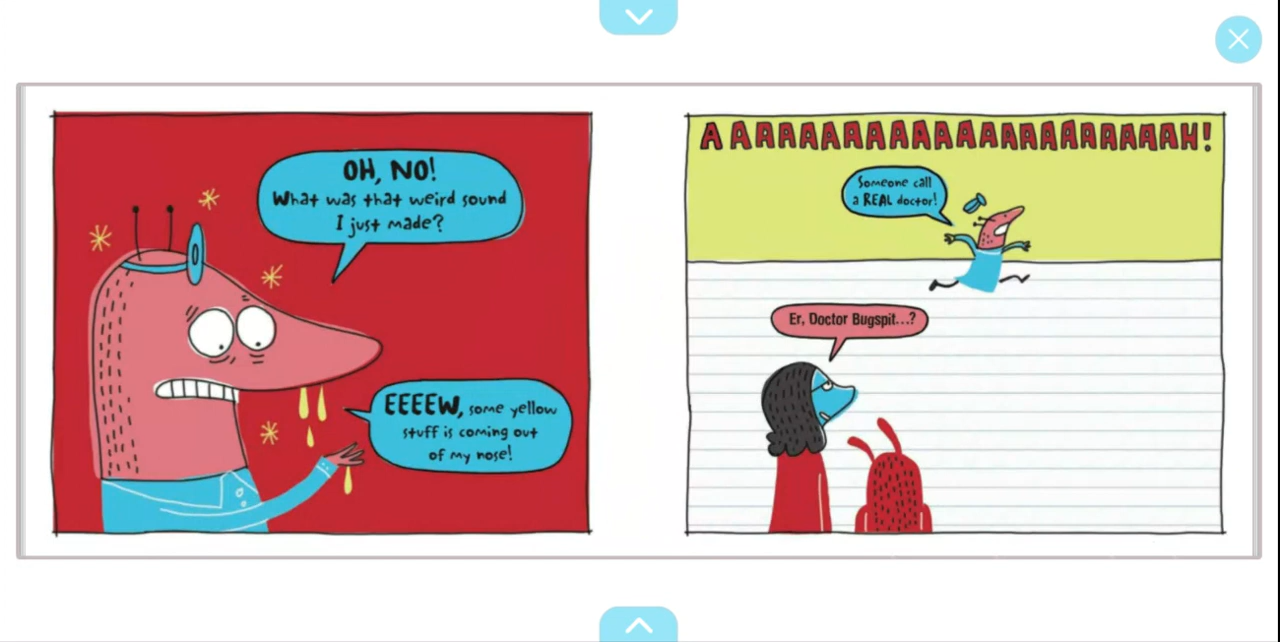 OH, NO!
What was that weird sound
I just made?
EEEEW, some yellow
stuff is coming out
of my nose!
AAAAAAAAAAAAAAAAAAAAAAH!
Someone call
a REAL doctor!
Er, Doctor Bugspit...?